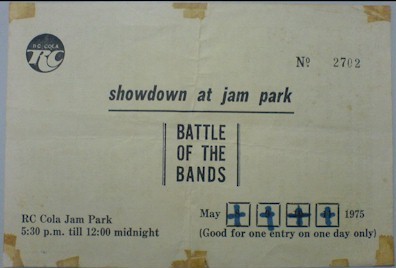 RC COLA
RC
№ 2702
showdown at jam park
BATTLE
OF THE
BANDS
RC Cola Jam Park
5:30 p.m. till 12:00 midnight
May 1975
(Good for one entry on one day only)